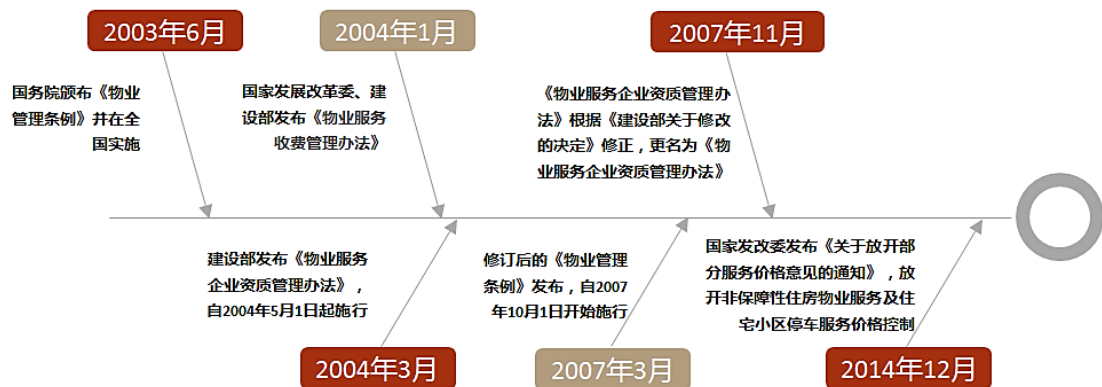 2003年6月
2004年1月
2007年11月
国务院颁布《物业
管理条例》并在全
国实施
国家发展改革委、建
设部发布《物业服务
收费管理办法》
《物业服务企业资质管理办
法》根据《建设部关于修改
的决定》修正，更名为《物
业服务企业资质管理办法》
建设部发布《物业服务
企业资质管理办法》，
自2004年5月1日起施行
修订后的《物业管理
条例》发布，自2007
年10月1日开始施行
国家发改委发布《关于放开部
分服务价格意见的通知》，放
开非保障性住房物业服务及住
宅小区停车服务价格控制
2004年3月
2007年3月
2014年12月